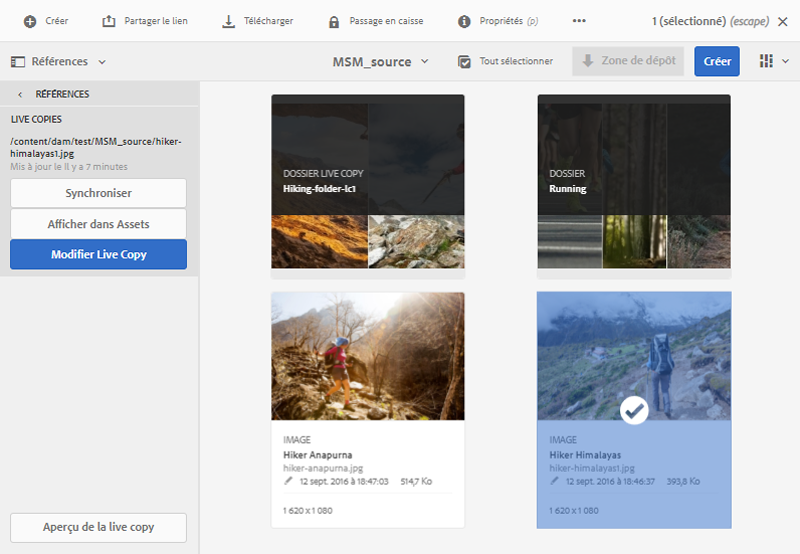 Créer
Partager le lien
Télécharger
Passage en caisse
Propriétés (p)
1 (sélectionné) (escape)
Références
MSM_source
Tout sélectionner
Zone de dépôt
Créer
RÉFÉRENCES
LIVE COPIES
/content/dam/test/MSM_source/hiker-
himalayas1.jpg
Mis à jour le Il y a 7 minutes
Synchroniser
Afficher dans Assets
Modifier Live Copy
Aperçu de la live copy
DOSSIER LIVE COPY
Hiking-folder-lc1
DOSSIER
Running
IMAGE
Hiker Anapurna
hiker-anapurna.jpg
12 sept. 2016 à 18:47:03 514,7 Ko
1 620 x 1 080
IMAGE
Hiker Himalayas
hiker-himalayas1.jpg
12 sept. 2016 à 18:46:37 393,8 Ko
1 620 x 1 080